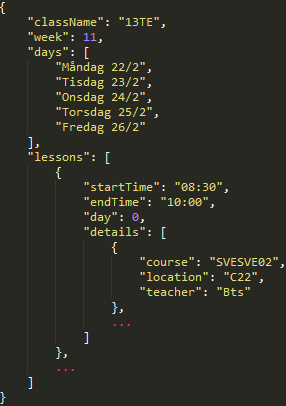 {
    "className": "13TE",
    "week": 11,
    "days": [
        "Måndag 22/2",
        "Tisdag 23/2",
        "Onsdag 24/2",
        "Torsdag 25/2",
        "Fredag 26/2"
    ],
    "lessons": [
        {
            "startTime": "08:30",
            "endTime": "10:00",
            "day": 0,
            "details": [
                {
                    "course": "SVESVE02",
                    "location": "C22",
                    "teacher": "Bts"
                },
                ...
            ]
        },
        ...
    ]
}